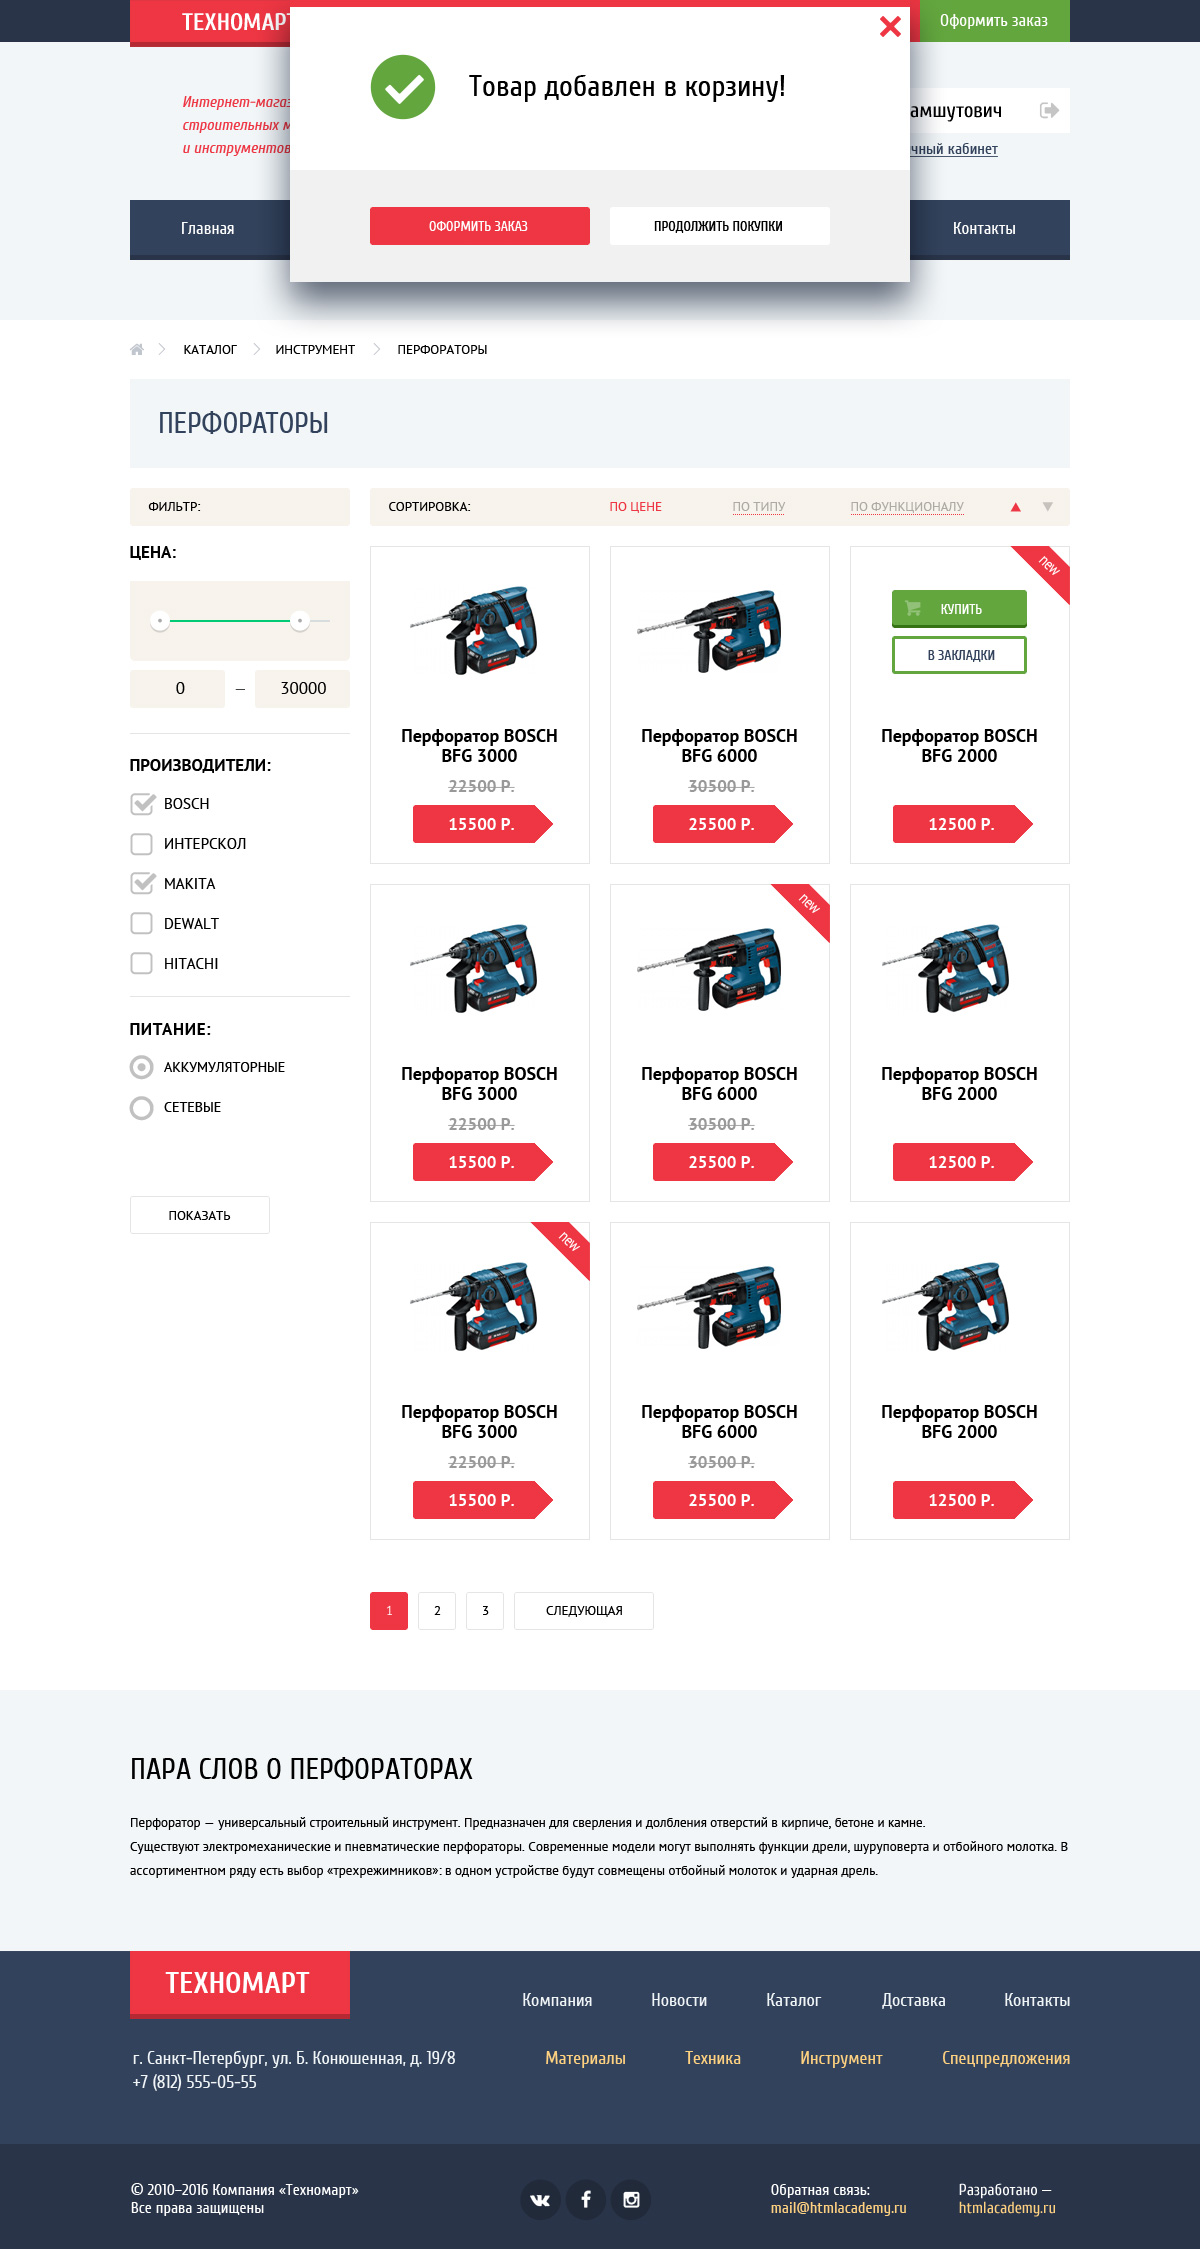 ТЕХНОМАРТ
Оформить заказ
Товар добавлен в корзину!
Интернет-магаз
строительных м
и инструментов
амшутович
чный кабинет
ОФОРМИТЬ ЗАКАЗ
ПРОДОЛЖИТЬ ПОКУПКИ
Главная
Контакты
КАТАЛОГ
ИНСТРУМЕНТ
ПЕРФОРАТОРЫ
ПЕРФОРАТОРЫ
ФИЛЬТР:
СОРТИРОВКА:
ПО ЦЕНЕ
ПО ТИПУ
ПО ФУНКЦИОНАЛУ
ЦЕНА:
0
–
30000
ПРОИЗВОДИТЕЛИ:
BOSCH
ИНТЕРСКОЛ
MAKITA
DEWALT
HITACHI
ПИТАНИЕ:
АККУМУЛЯТОРНЫЕ
СЕТЕВЫЕ
ПОКАЗАТЬ
Перфоратор BOSCH
BFG 3000
22500 Р.
15500 Р.
Перфоратор BOSCH
BFG 6000
30500 Р.
25500 Р.
new
КУПИТЬ
В ЗАКЛАДКИ
Перфоратор BOSCH
BFG 2000
12500 Р.
Перфоратор BOSCH
BFG 3000
22500 Р.
15500 Р.
new
Перфоратор BOSCH
BFG 6000
30500 Р.
25500 Р.
Перфоратор BOSCH
BFG 2000
12500 Р.
new
Перфоратор BOSCH
BFG 3000
22500 Р.
15500 Р.
Перфоратор BOSCH
BFG 6000
30500 Р.
25500 Р.
Перфоратор BOSCH
BFG 2000
12500 Р.
1
2
3
СЛЕДУЮЩАЯ
ПАРА СЛОВ О ПЕРФОРАТОРАХ
Перфоратор — универсальный строительный инструмент. Предназначен для сверления и долбления отверстий в кирпиче, бетоне и камне.
Существуют электромеханические и пневматические перфораторы. Современные модели могут выполнять функции дрели, шуруповерта и отбойного молотка. В
ассортиментном ряду есть выбор «трехрежимников»: в одном устройстве будут совмещены отбойный молоток и ударная дрель.
ТЕХНОМАРТ
Компания
Новости
Каталог
Доставка
Контакты
г. Санкт-Петербург, ул. Б. Конюшенная, д. 19/8
+7 (812) 555-05-55
Материалы
Техника
Инструмент
Спецпредложения
© 2010–2016 Компания «Техномарт»
Все права защищены
Обратная связь:
mail@htmlacademy.ru
Разработано —
htmlacademy.ru